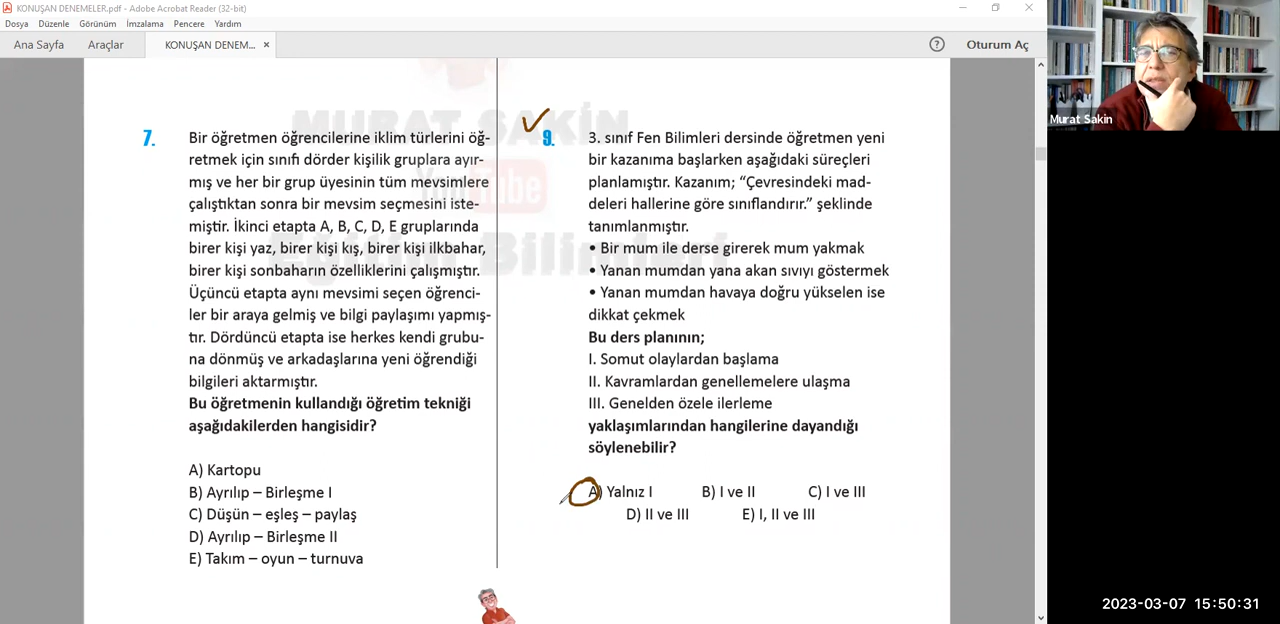 KONUŞAN DENEMELER.pdf - Adobe Acrobat Reader (32-bit)
Dosya Düzenle Görünüm İmzalama Pencere Yardım
Ana Sayfa Araçlar KONUŞAN DENEM... × Oturum Aç
MURAT SAKİN
YouTube
Eğitim Bilimleri
7.
Bir öğretmen öğrencilerine iklim türlerini öğ-
retmek için sınıfı dörder kişilik gruplara ayır-
mış ve her bir grup üyesinin tüm mevsimlere
çalıştıktan sonra bir mevsim seçmesini iste-
miştir. İkinci etapta A, B, C, D, E gruplarında
birer kişi yaz, birer kişi kış, birer kişi ilkbahar,
birer kişi sonbaharın özelliklerini çalışmıştır.
Üçüncü etapta aynı mevsimi seçen öğrenci-
ler bir araya gelmiş ve bilgi paylaşımı yapmış-
tır. Dördüncü etapta ise herkes kendi grubu-
na dönmüş ve arkadaşlarına yeni öğrendiği
bilgileri aktarmıştır.
Bu öğretmenin kullandığı öğretim tekniği
aşağıdakilerden hangisidir?
A) Kartopu
B) Ayrılıp – Birleşme I
C) Düşün – eşleş – paylaş
D) Ayrılıp – Birleşme II
E) Takım – oyun – turnuva
9.
3. sınıf Fen Bilimleri dersinde öğretmen yeni
bir kazanıma başlarken aşağıdaki süreçleri
planlamıştır. Kazanım; “Çevresindeki mad-
deleri hallerine göre sınıflandırır.” şeklinde
tanımlanmıştır.
• Bir mum ile derse girerek mum yakmak
• Yanan mumdan yana akan sıvıyı göstermek
• Yanan mumdan havaya doğru yükselen ise
dikkat çekmek
Bu ders planının;
I. Somut olaylardan başlama
II. Kavramlardan genellemelere ulaşma
III. Genelden özele ilerleme
yaklaşımlarından hangilerine dayandığı
söylenebilir?
A) Yalnız I B) I ve II C) I ve III
D) II ve III E) I, II ve III
Murat Sakin
2023-03-07 15:50:31